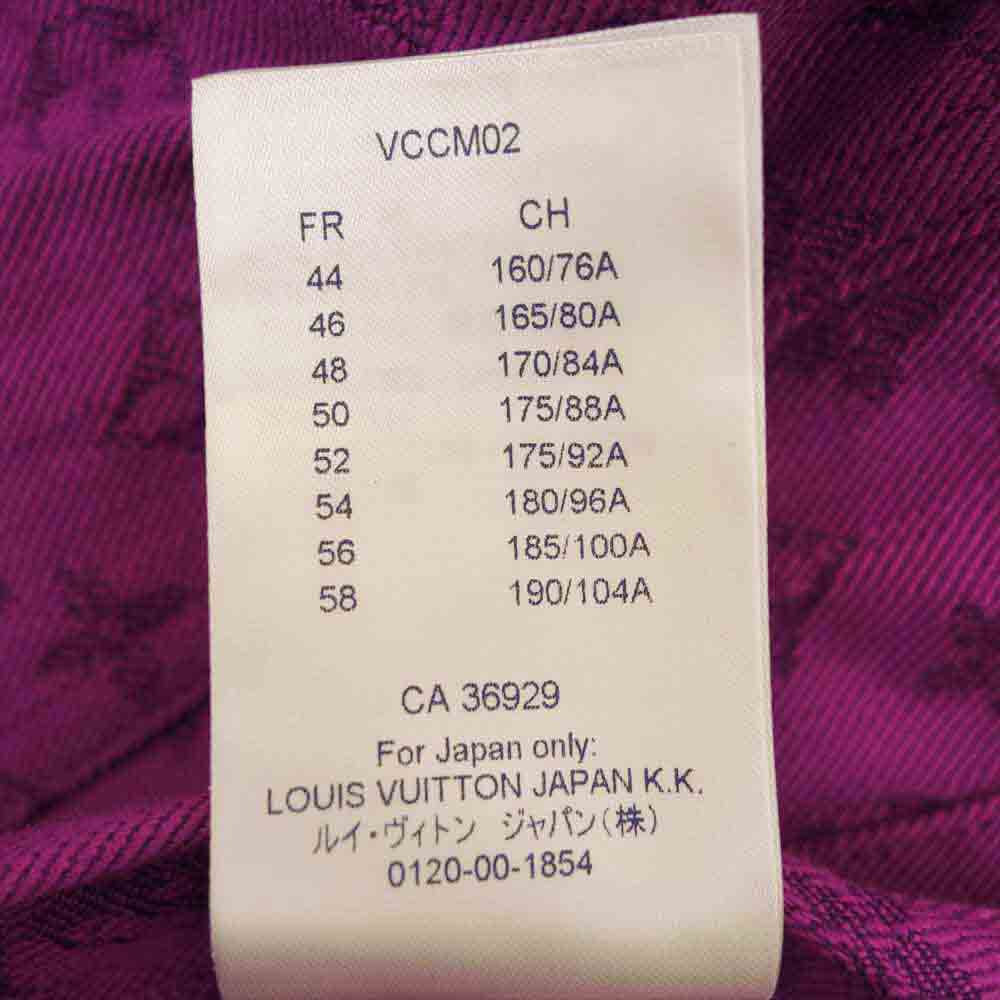 VCCM02
FR CH
44 160/76A
46 165/80A
48 170/84A
50 175/88A
52 175/92A
54 180/96A
56 185/100A
58 190/104A
CA 36929
For Japan only:
LOUIS VUITTON JAPAN K.K.
ルイ・ヴィトン ジャパン(株)
0120-00-1854